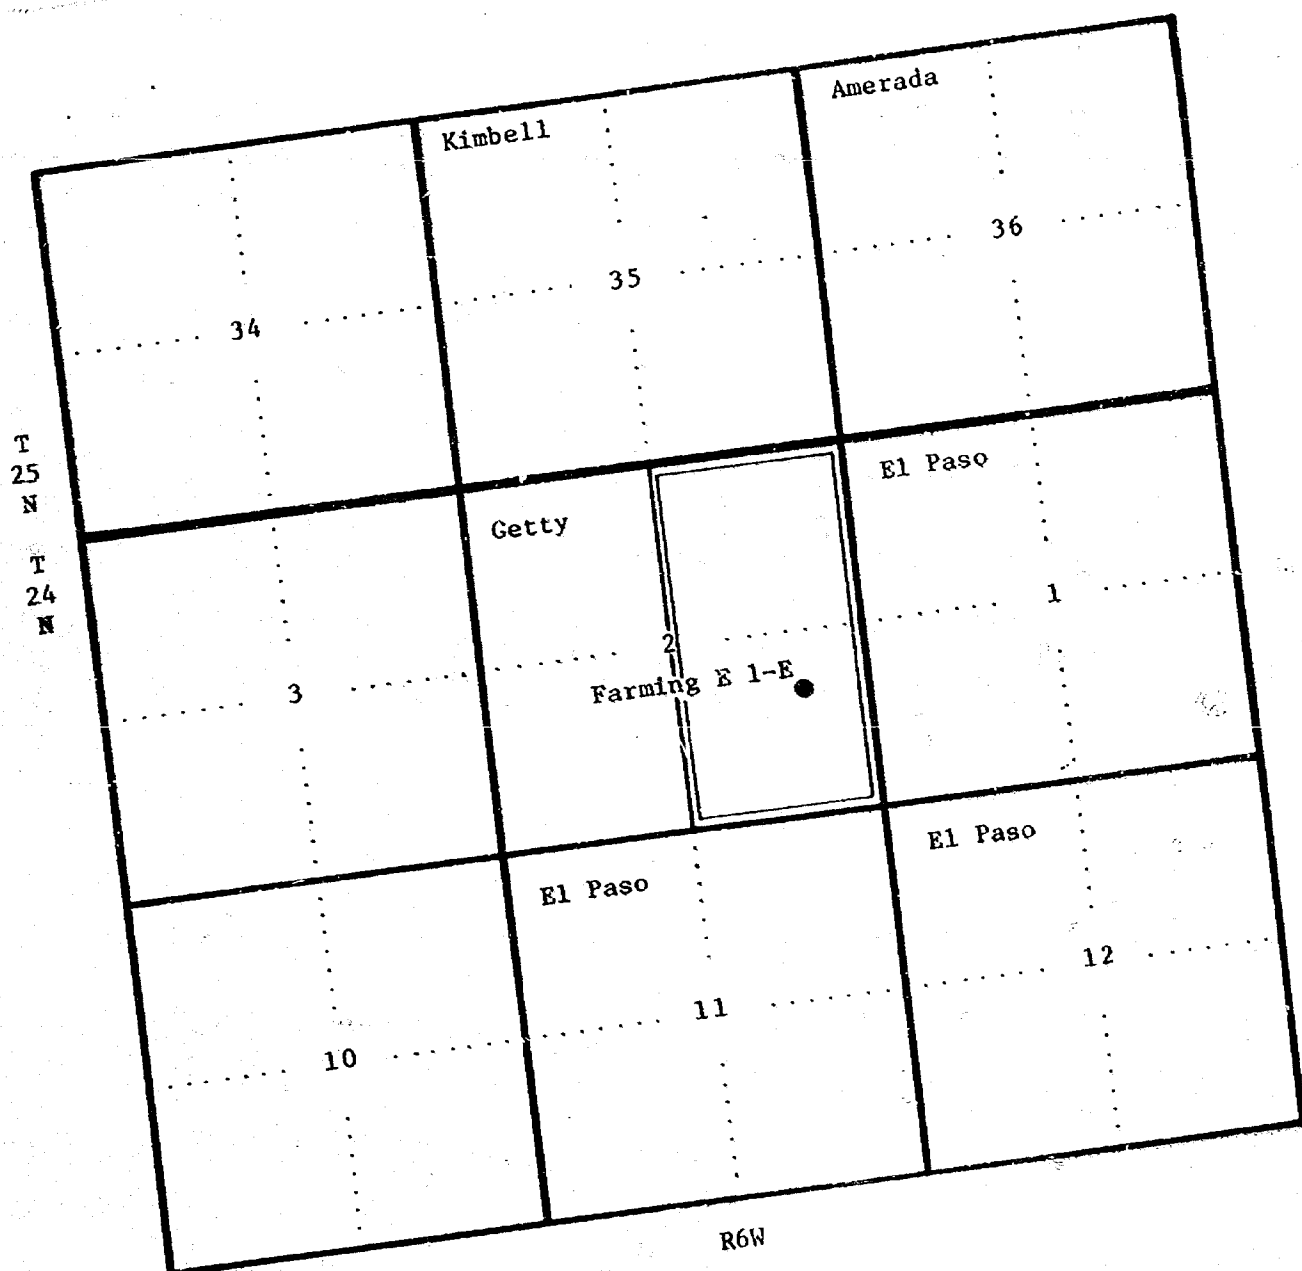 Amerada
Kimbell
36
35
34
T
25
N
El Paso
Getty
T
24
N
1
2
Farming E 1-E
3
El Paso
El Paso
12
11
10
R6W